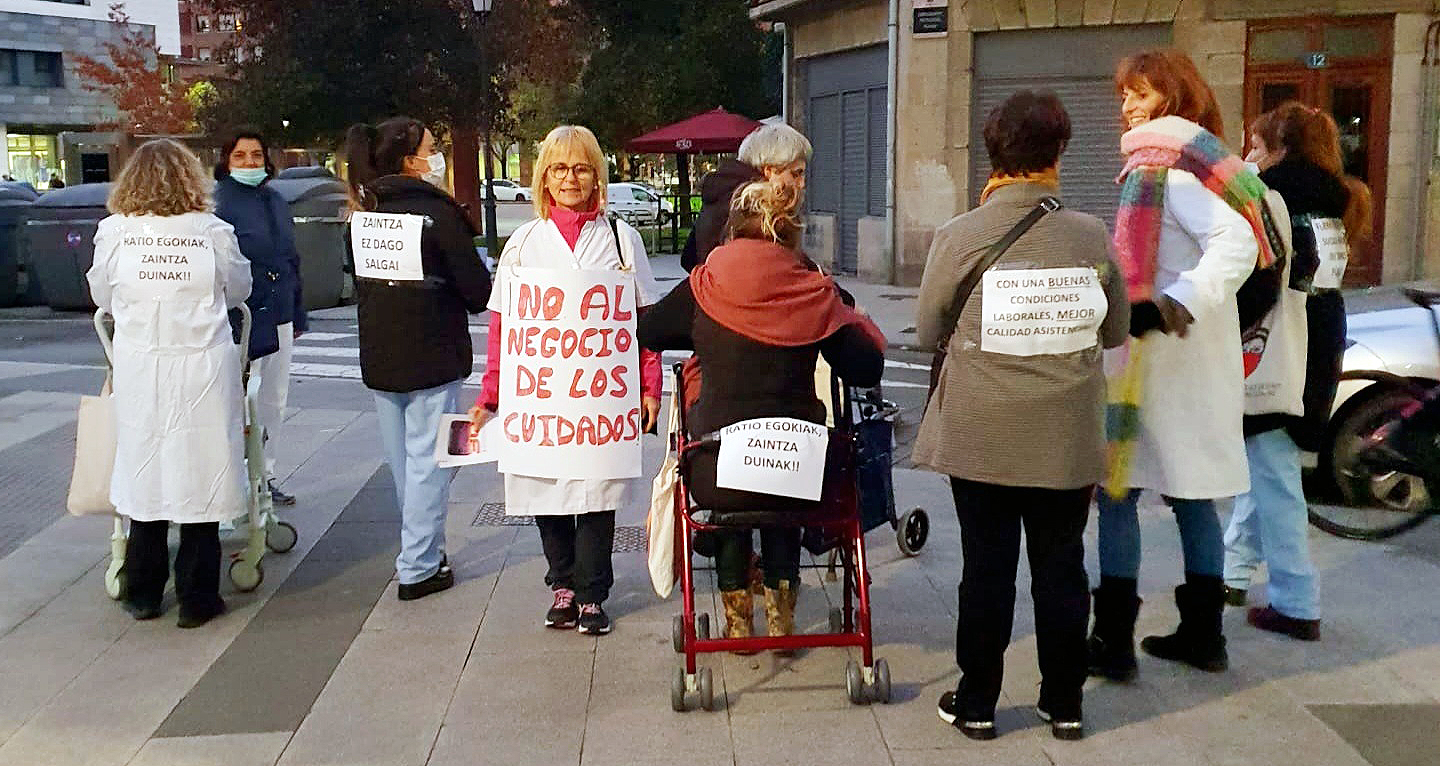 RATIO EGOKIAK,
ZAINTZA
DUINAK!!
ZAINTZA
EZ DAGO
SALGAI
¡NO AL
NEGOCIO
DE LOS
CUIDADOS!
RATIO EGOKIAK,
ZAINTZA
DUINAK!!
CON UNA BUENAS
CONDICIONES
LABORALES, MEJOR
CALIDAD ASISTENCIAL
12